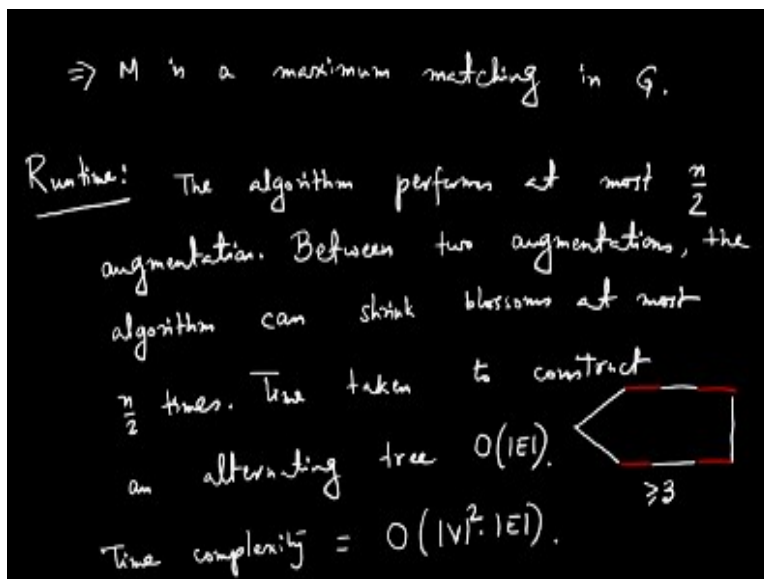 ⇒ M is a maximum matching in G.
Runtime: The algorithm performs at most n/2
augmentation. Between two augmentations, the
algorithm can shrink blossoms at most
n/2 times. Time taken to construct
an alternating tree O(|E|).
≥3
Time complexity = O(|V|²·|E|).